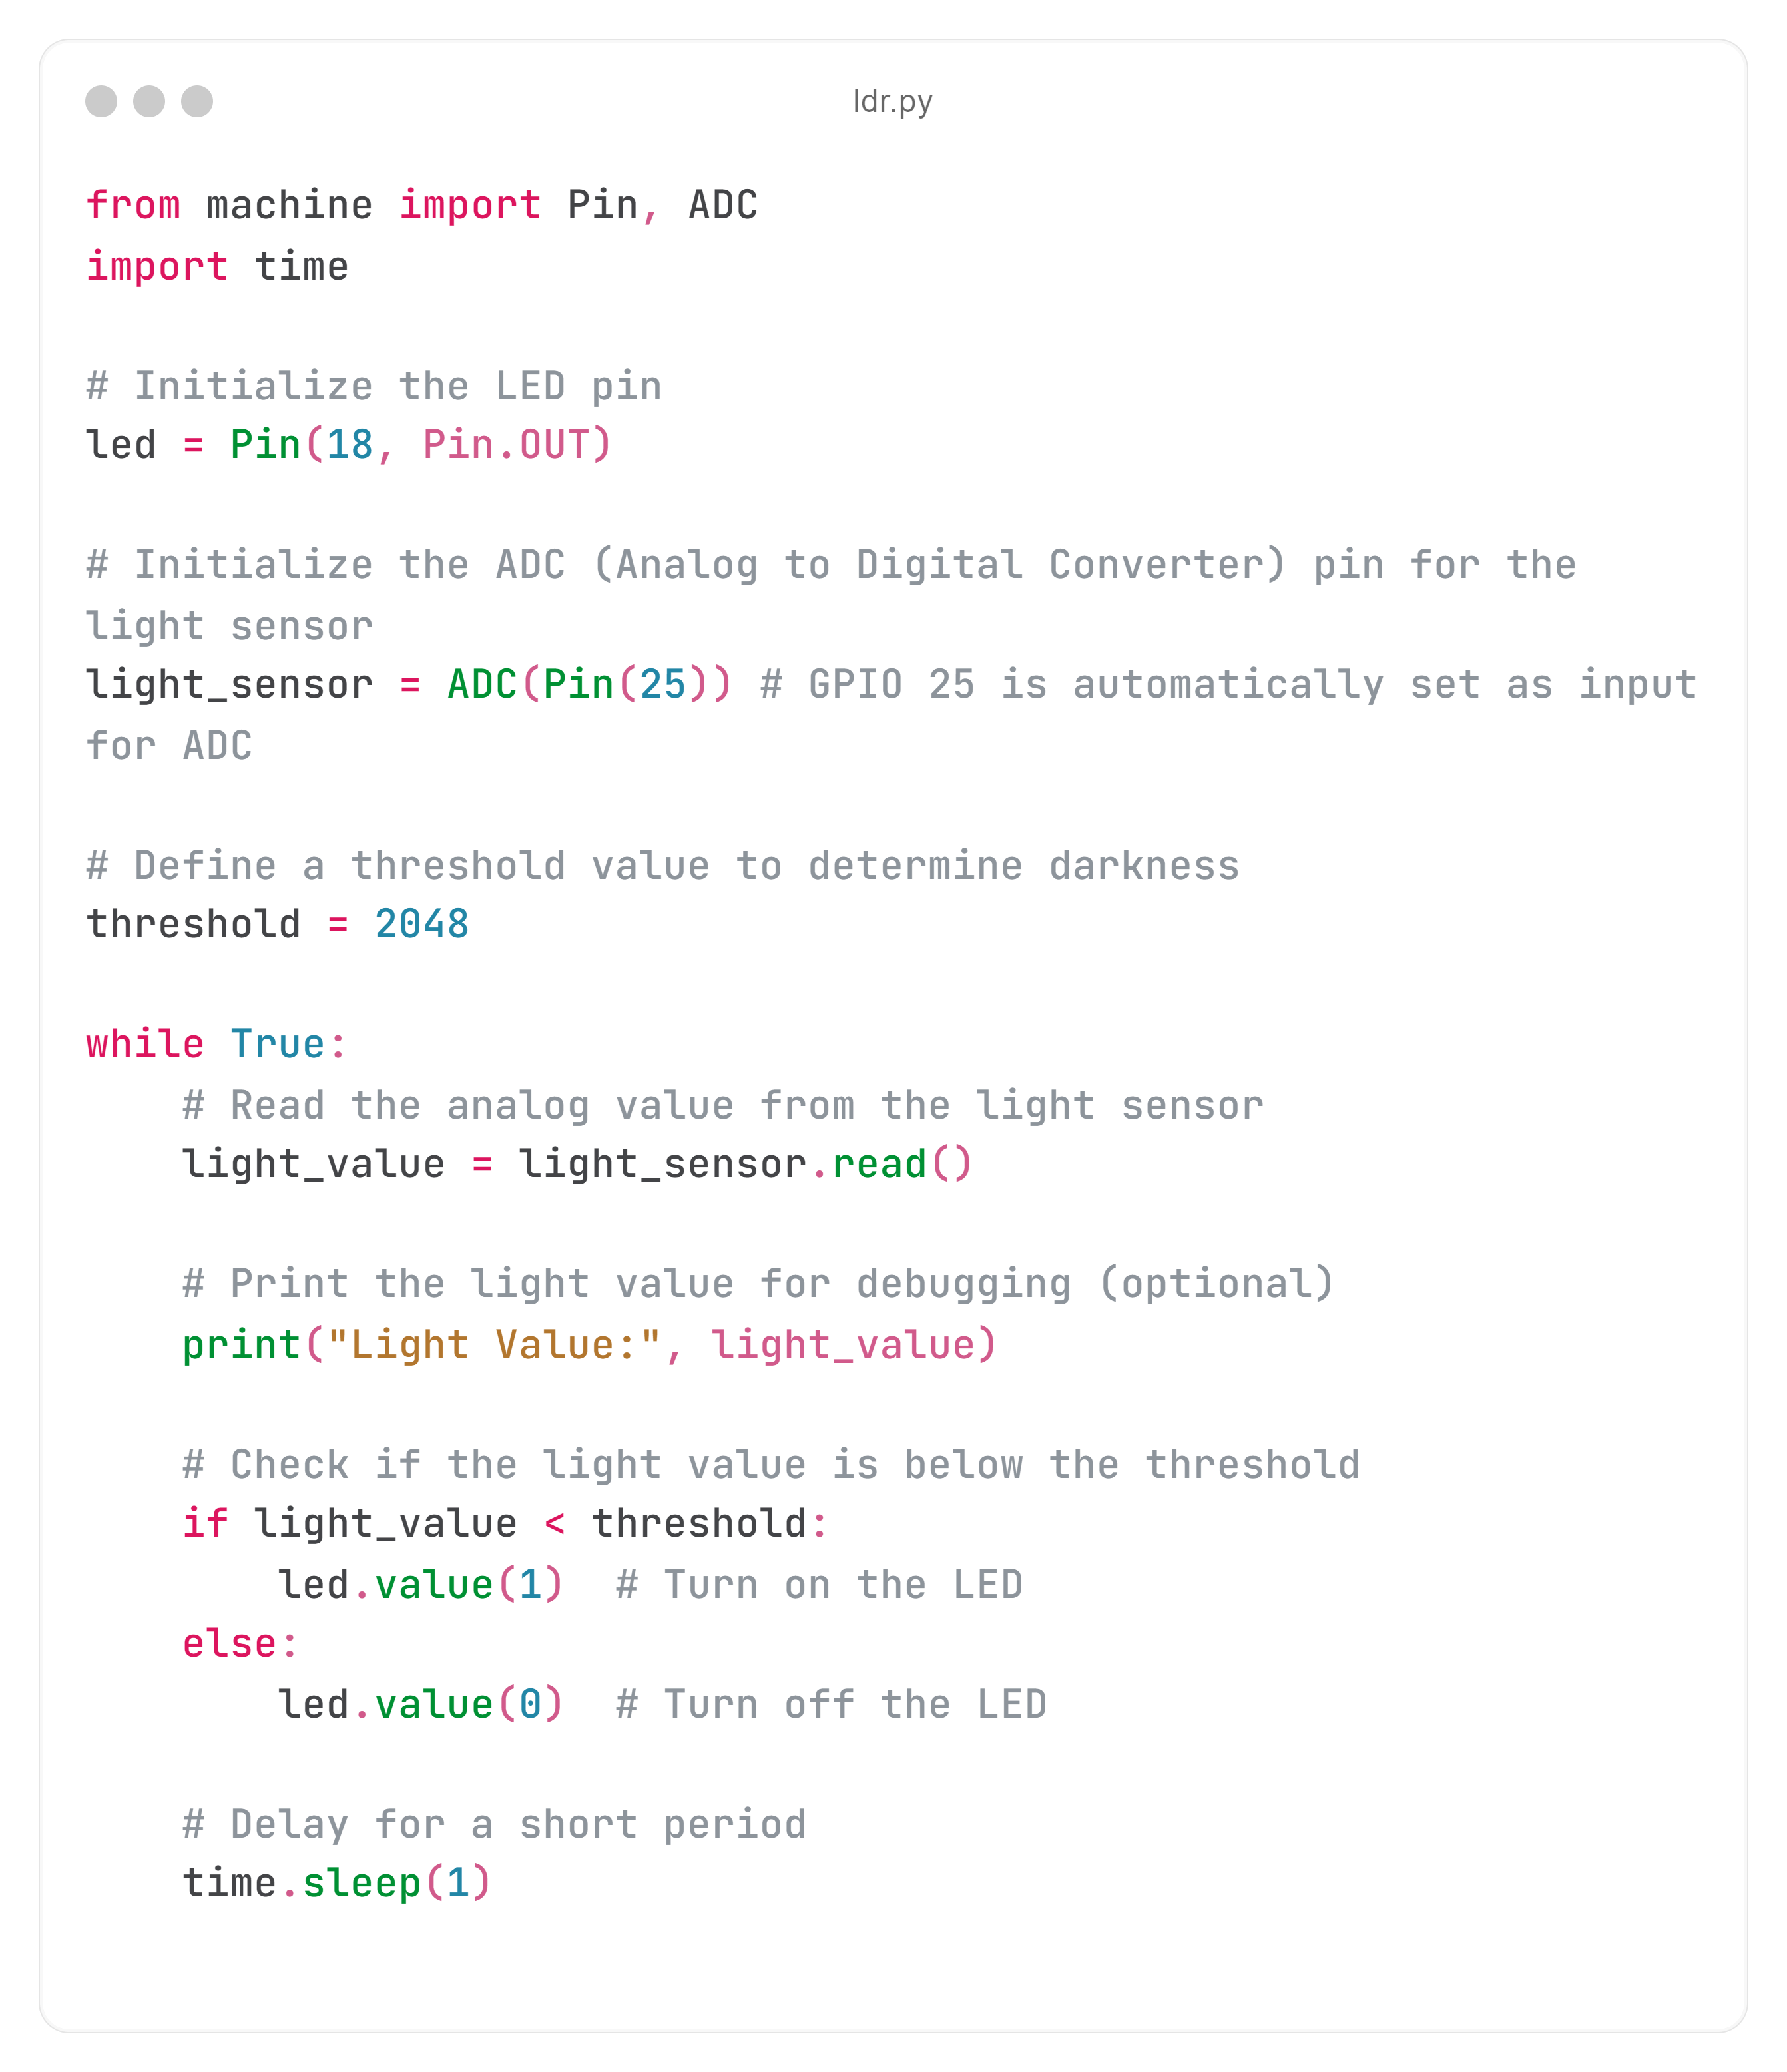 ldr.py
from machine import Pin, ADC
import time
# Initialize the LED pin
led = Pin(18, Pin.OUT)
# Initialize the ADC (Analog to Digital Converter) pin for the
light sensor
light_sensor = ADC(Pin(25)) # GPIO 25 is automatically set as input
for ADC
# Define a threshold value to determine darkness
threshold = 2048
while True:
    # Read the analog value from the light sensor
    light_value = light_sensor.read()
    # Print the light value for debugging (optional)
    print("Light Value:", light_value)
    # Check if the light value is below the threshold
    if light_value < threshold:
        led.value(1)  # Turn on the LED
    else:
        led.value(0)  # Turn off the LED
    # Delay for a short period
    time.sleep(1)